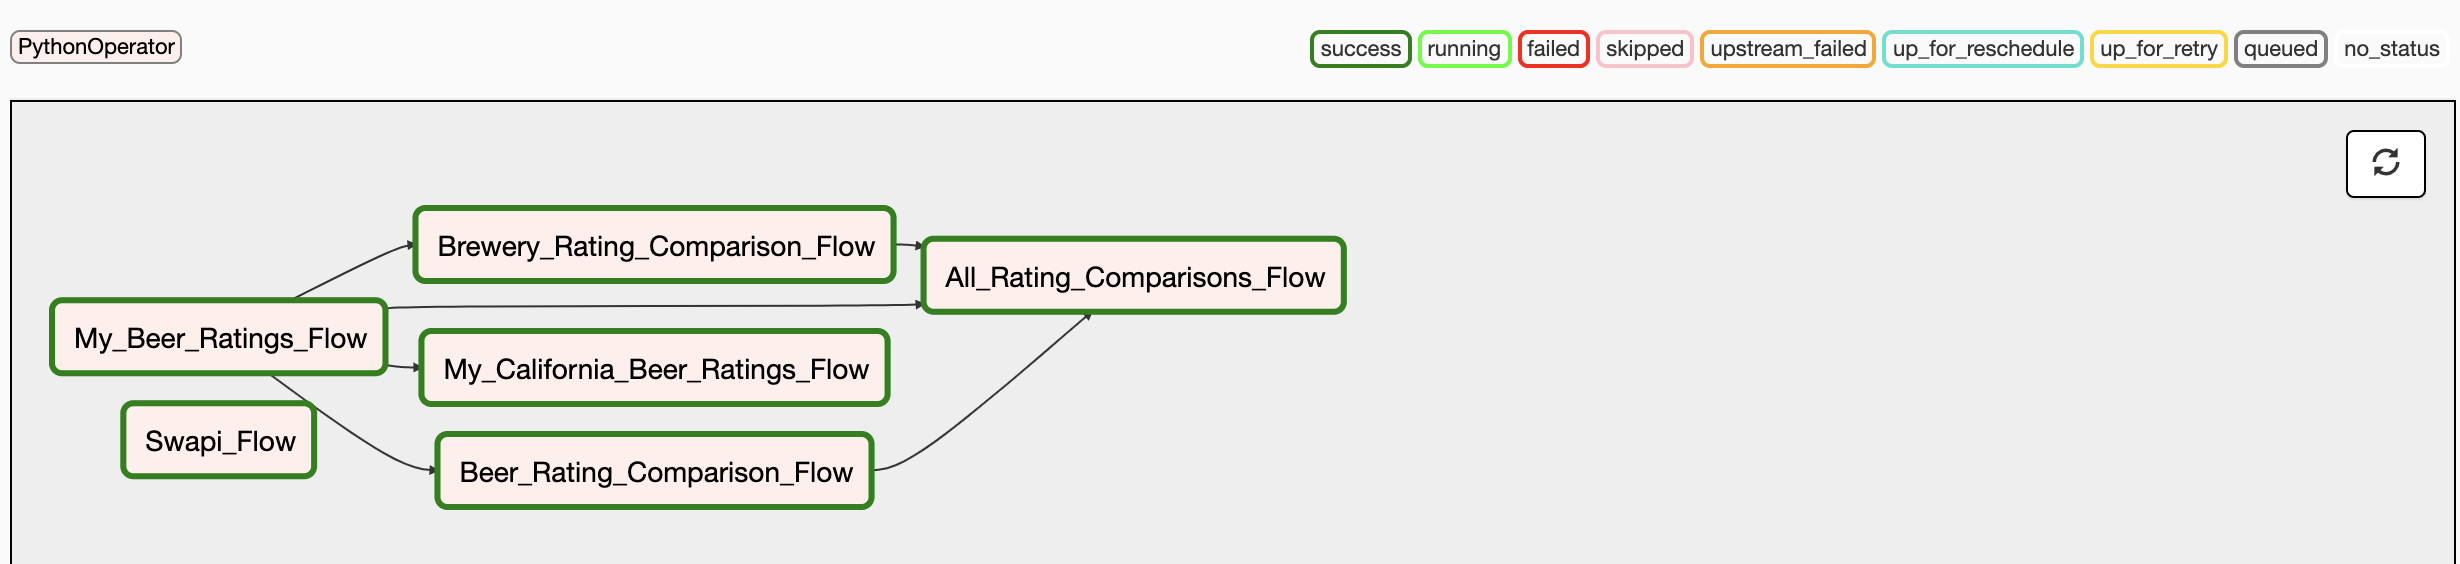 PythonOperator
success running failed skipped upstream_failed up_for_reschedule up_for_retry queued no_status
Brewery_Rating_Comparison_Flow
All_Rating_Comparisons_Flow
My_Beer_Ratings_Flow
My_California_Beer_Ratings_Flow
Swapi_Flow
Beer_Rating_Comparison_Flow